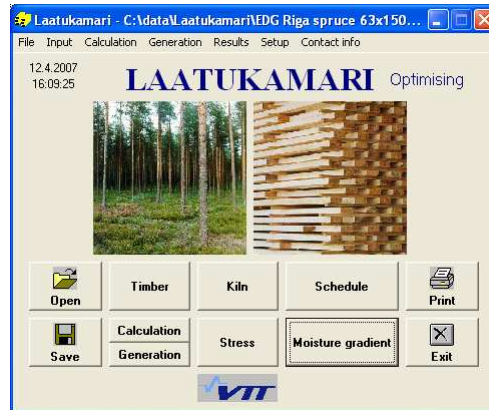 Laatukamari - C:\data\Laatukamari\EDG Riga spruce 63x150...
File Input Calculation Generation Results Setup Contact info
12.4.2007
16:09:25
LAATUKAMARI Optimising
Open
Timber
Kiln
Schedule
Print
Save
Calculation
Generation
Stress
Moisture gradient
Exit
VTT